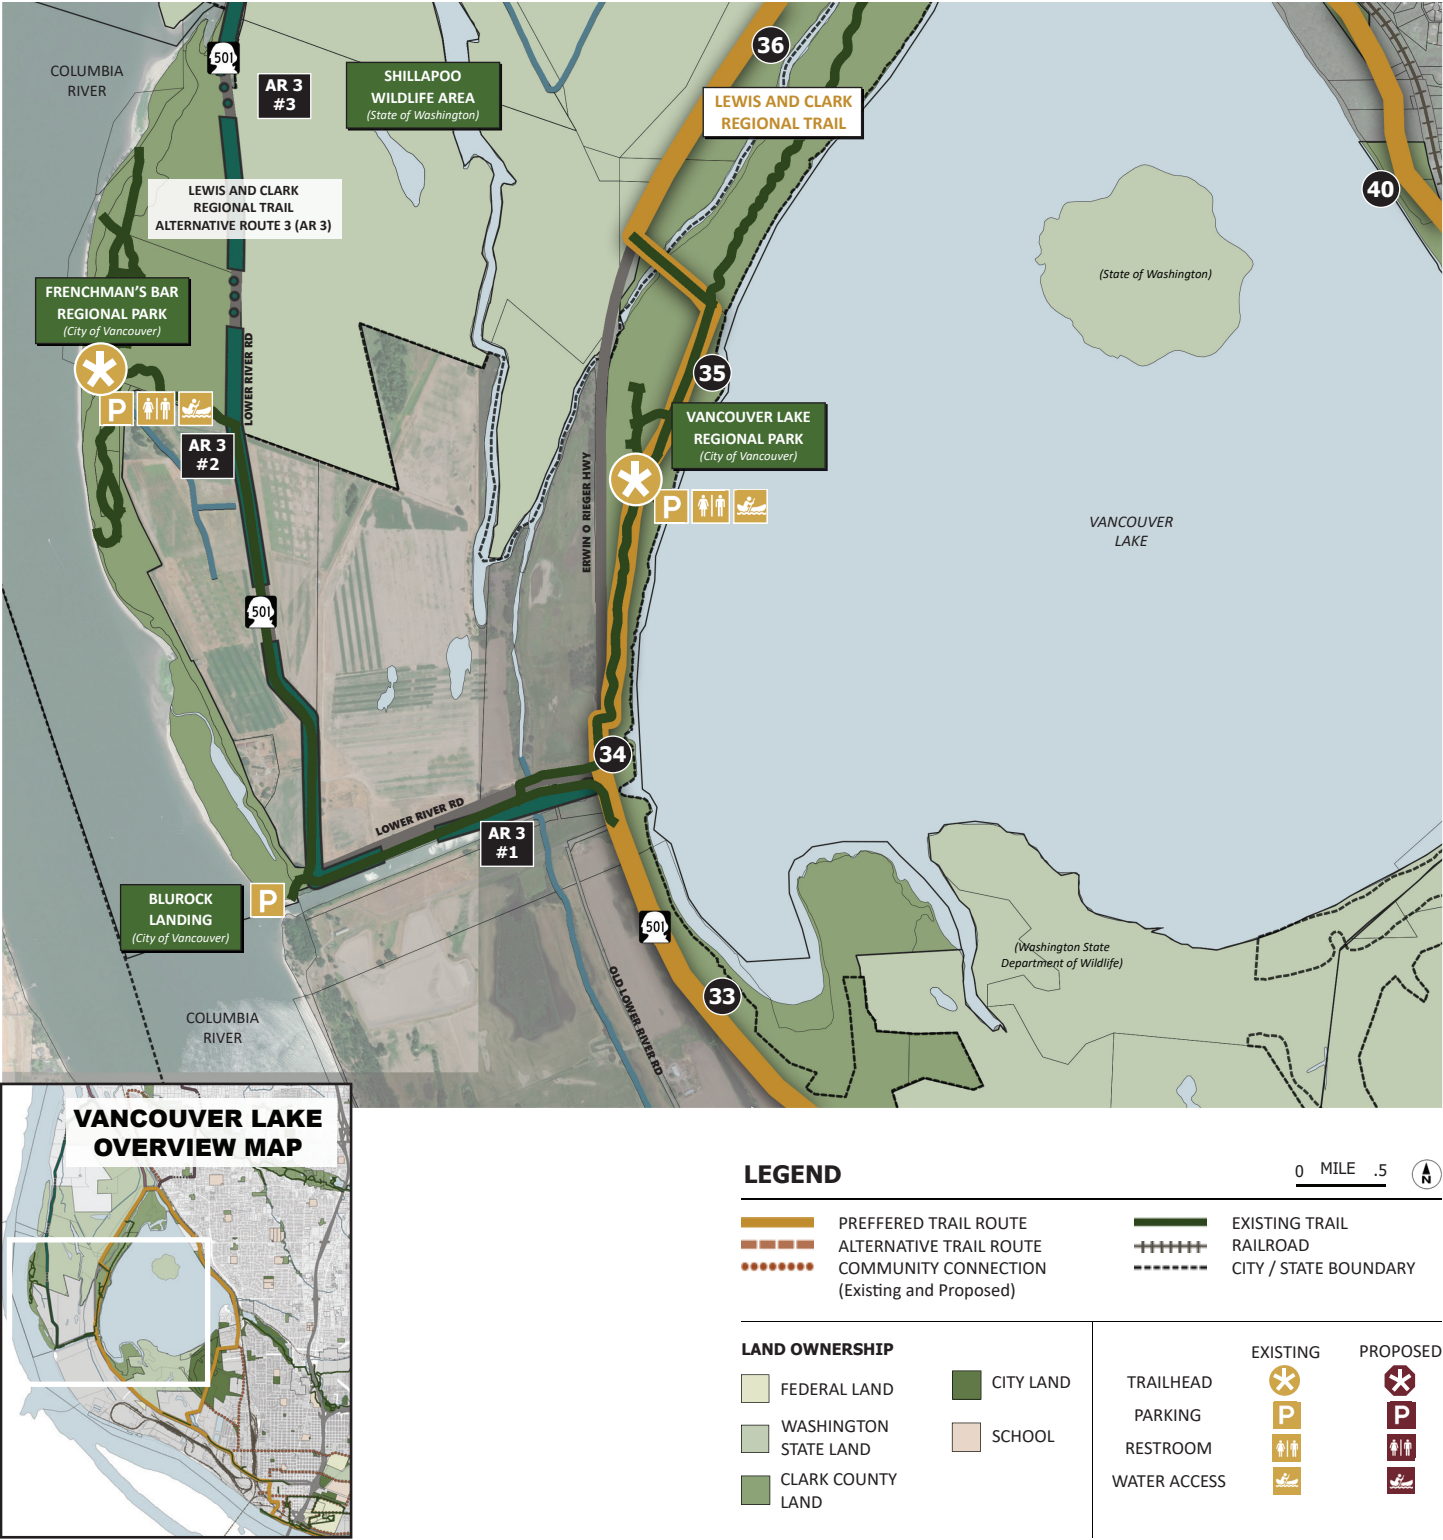 COLUMBIA
RIVER
501
AR 3
#3
SHILLAPOO
WILDLIFE AREA
(State of Washington)
36
LEWIS AND CLARK
REGIONAL TRAIL
LEWIS AND CLARK
REGIONAL TRAIL
ALTERNATIVE ROUTE 3 (AR 3)
40
(State of Washington)
FRENCHMAN'S BAR
REGIONAL PARK
(City of Vancouver)
LOWER RIVER RD
P
AR 3
#2
35
VANCOUVER LAKE
REGIONAL PARK
(City of Vancouver)
P
ERWIN O RIEGER HWY
VANCOUVER
LAKE
501
34
LOWER RIVER RD
AR 3
#1
BLUROCK
LANDING
(City of Vancouver)
P
501
(Washington State
Department of Wildlife)
33
OLD LOWER RIVER RD
COLUMBIA
RIVER
VANCOUVER LAKE
OVERVIEW MAP
LEGEND
0 MILE .5
N
PREFFERED TRAIL ROUTE
ALTERNATIVE TRAIL ROUTE
COMMUNITY CONNECTION
(Existing and Proposed)
EXISTING TRAIL
RAILROAD
CITY / STATE BOUNDARY
LAND OWNERSHIP
FEDERAL LAND
WASHINGTON
STATE LAND
CLARK COUNTY
LAND
CITY LAND
SCHOOL
EXISTING PROPOSED
TRAILHEAD
PARKING P P
RESTROOM
WATER ACCESS